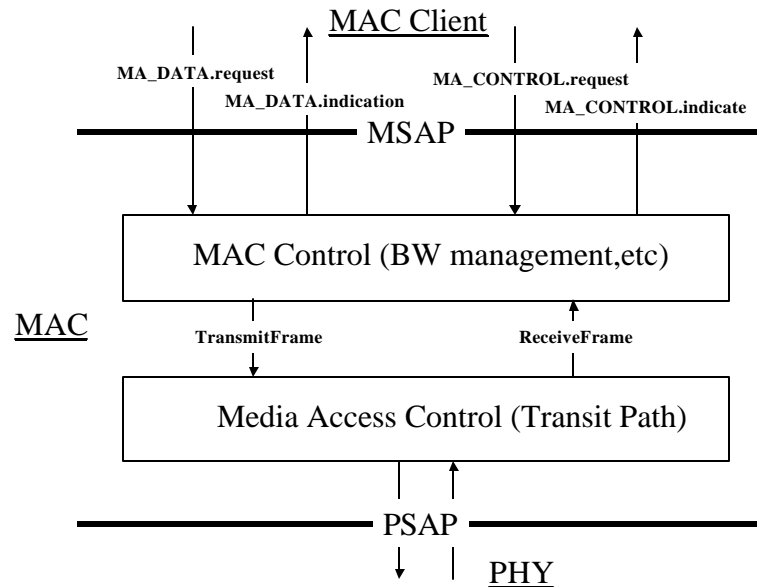 MAC Client
MA_DATA.request
MA_CONTROL.request
MA_DATA.indication
MA_CONTROL.indicate
MSAP
MAC Control (BW management,etc)
MAC
TransmitFrame
ReceiveFrame
Media Access Control (Transit Path)
PSAP
PHY